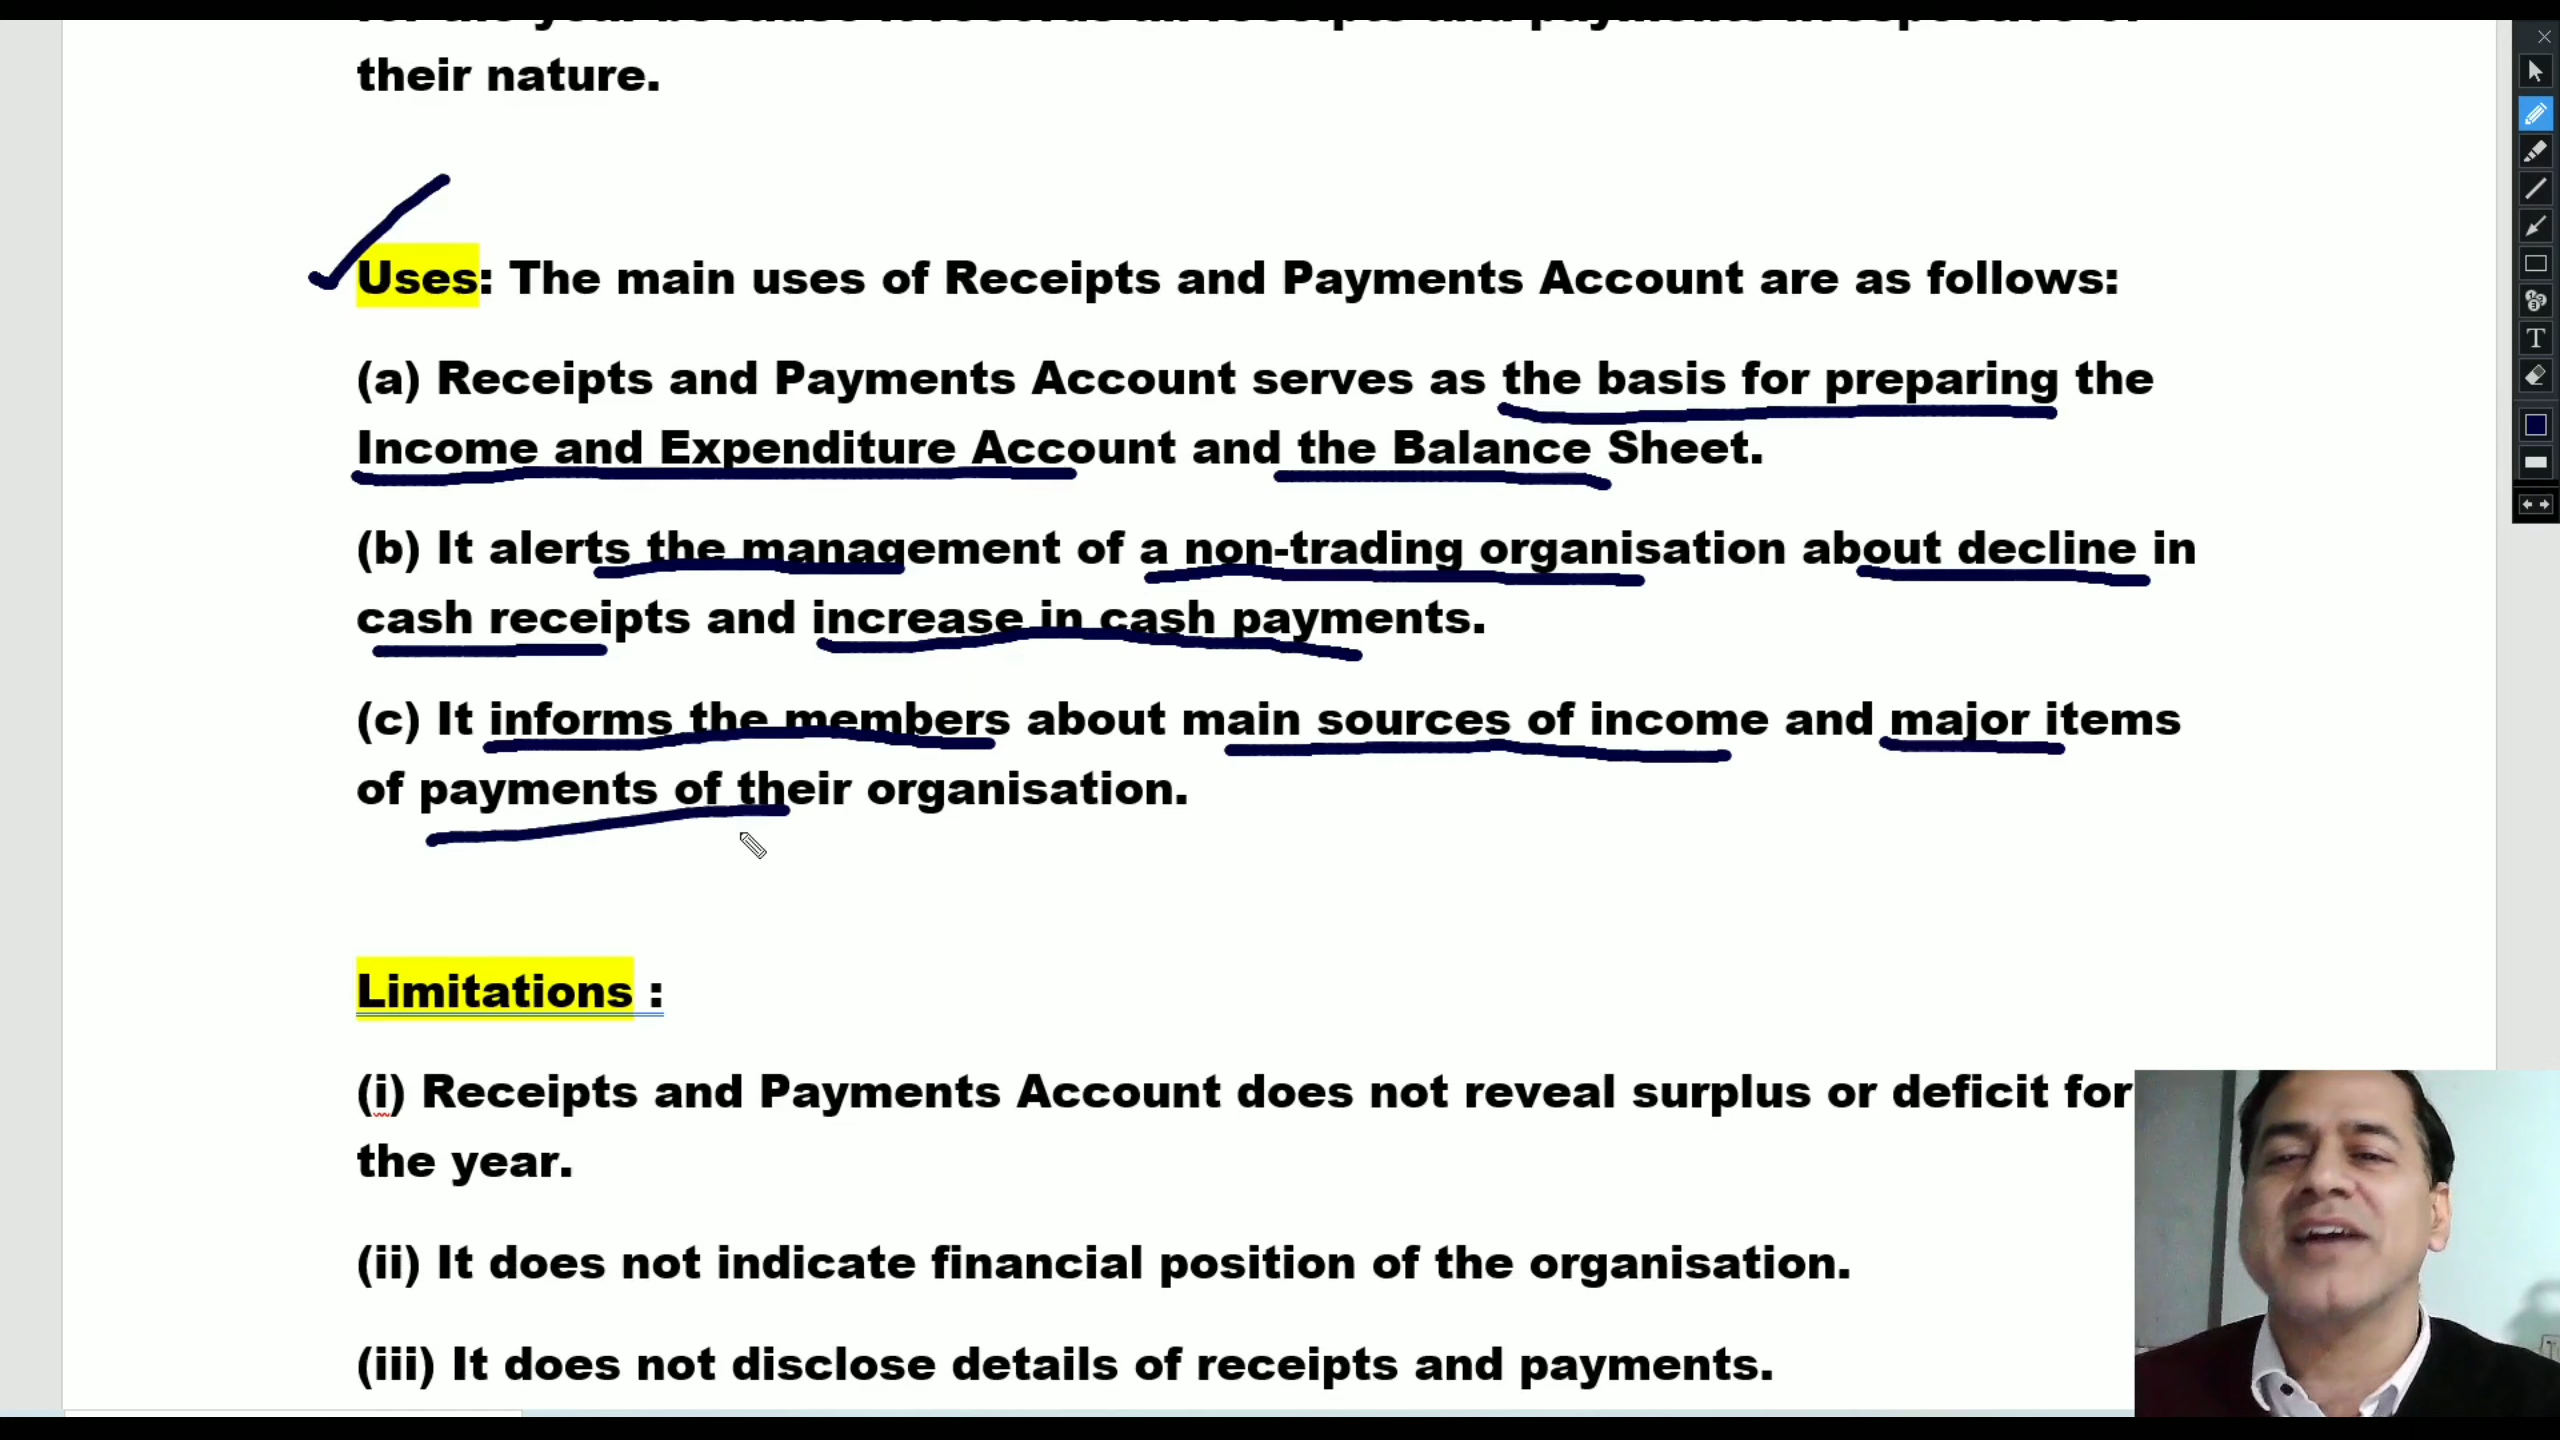 their nature.
Uses: The main uses of Receipts and Payments Account are as follows:
(a) Receipts and Payments Account serves as the basis for preparing the
Income and Expenditure Account and the Balance Sheet.
(b) It alerts the management of a non-trading organisation about decline in
cash receipts and increase in cash payments.
(c) It informs the members about main sources of income and major items
of payments of their organisation.
Limitations :
(i) Receipts and Payments Account does not reveal surplus or deficit for
the year.
(ii) It does not indicate financial position of the organisation.
(iii) It does not disclose details of receipts and payments.